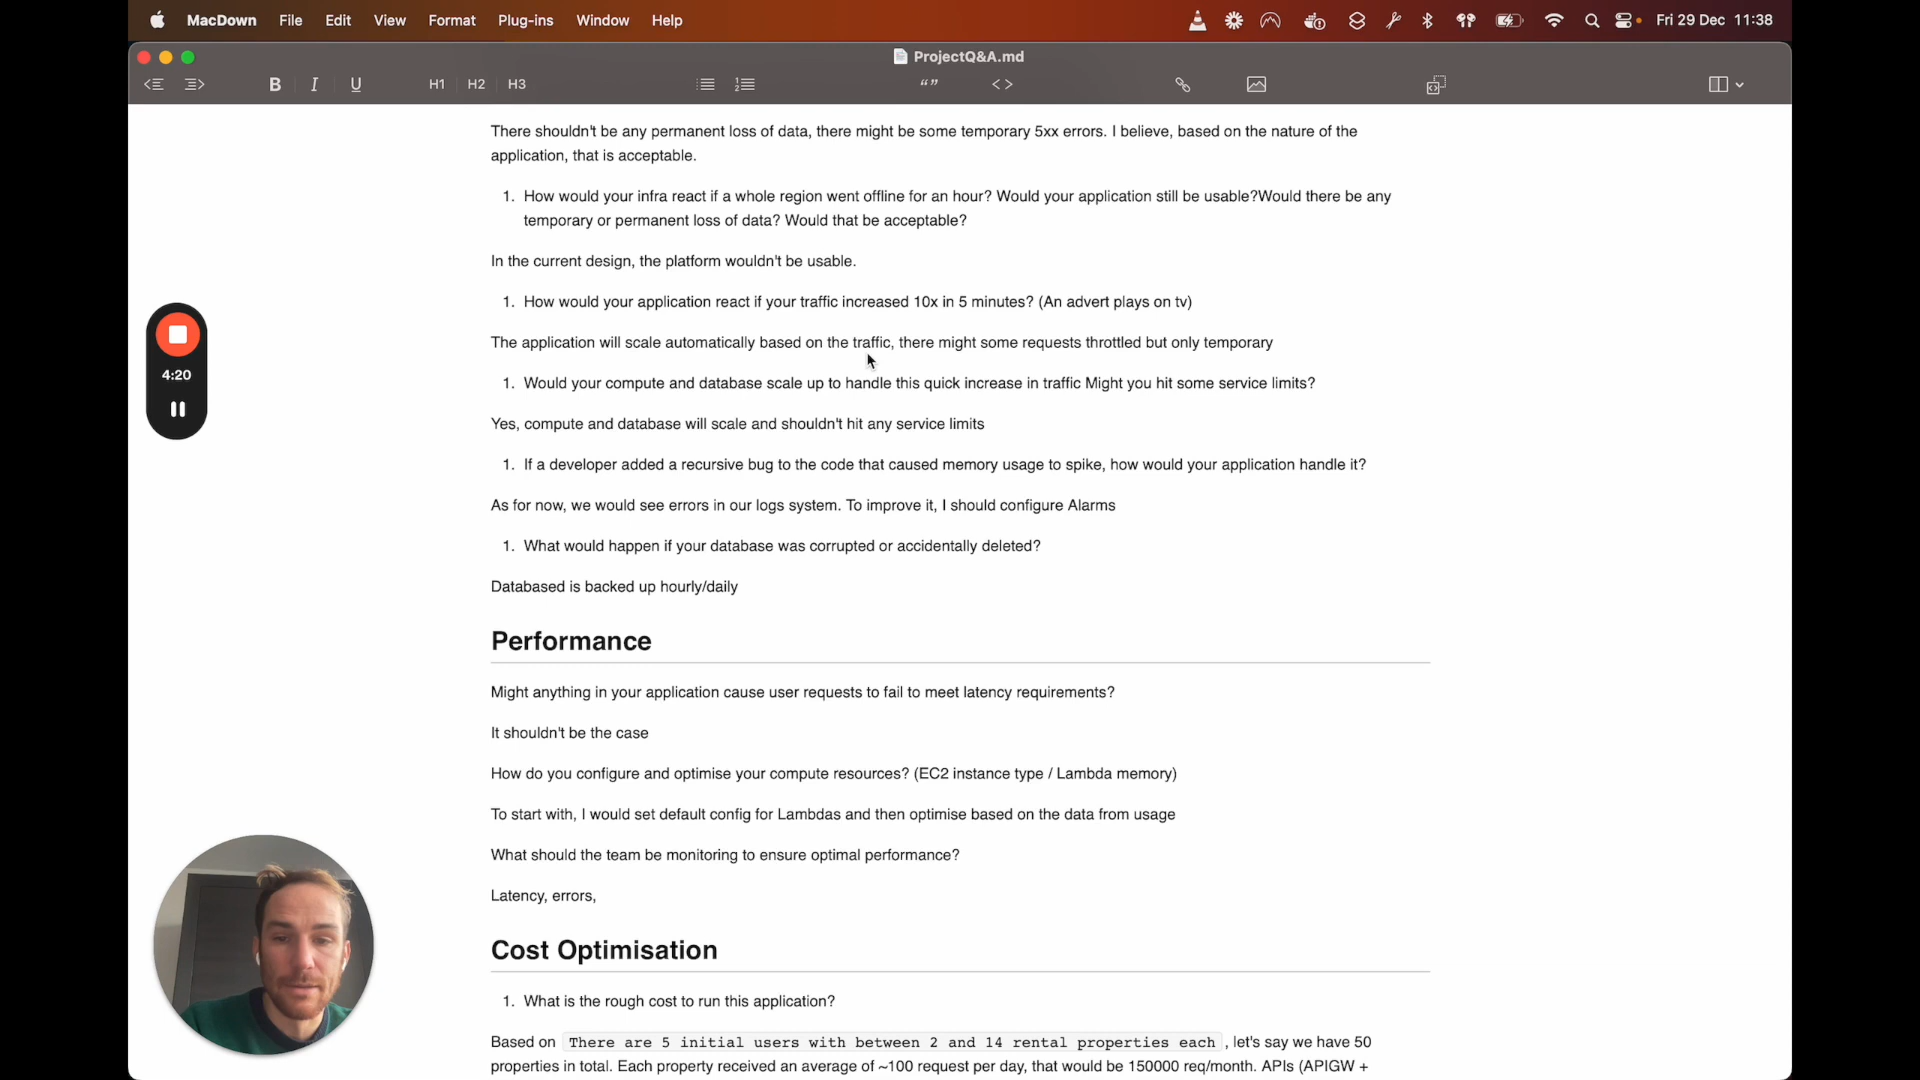 MacDown File Edit View Format Plug-ins Window Help Fri 29 Dec 11:38
ProjectQ&A.md
B I U H1 H2 H3 “ ” < >
There shouldn't be any permanent loss of data, there might be some temporary 5xx errors. I believe, based on the nature of the
application, that is acceptable.
1. How would your infra react if a whole region went offline for an hour? Would your application still be usable?Would there be any
temporary or permanent loss of data? Would that be acceptable?
In the current design, the platform wouldn't be usable.
1. How would your application react if your traffic increased 10x in 5 minutes? (An advert plays on tv)
The application will scale automatically based on the traffic, there might some requests throttled but only temporary
1. Would your compute and database scale up to handle this quick increase in traffic Might you hit some service limits?
4:20
Yes, compute and database will scale and shouldn't hit any service limits
1. If a developer added a recursive bug to the code that caused memory usage to spike, how would your application handle it?
As for now, we would see errors in our logs system. To improve it, I should configure Alarms
1. What would happen if your database was corrupted or accidentally deleted?
Databased is backed up hourly/daily
Performance
Might anything in your application cause user requests to fail to meet latency requirements?
It shouldn't be the case
How do you configure and optimise your compute resources? (EC2 instance type / Lambda memory)
To start with, I would set default config for Lambdas and then optimise based on the data from usage
What should the team be monitoring to ensure optimal performance?
Latency, errors,
Cost Optimisation
1. What is the rough cost to run this application?
Based on There are 5 initial users with between 2 and 14 rental properties each , let's say we have 50
properties in total. Each property received an average of ~100 request per day, that would be 150000 req/month. APIs (APIGW +